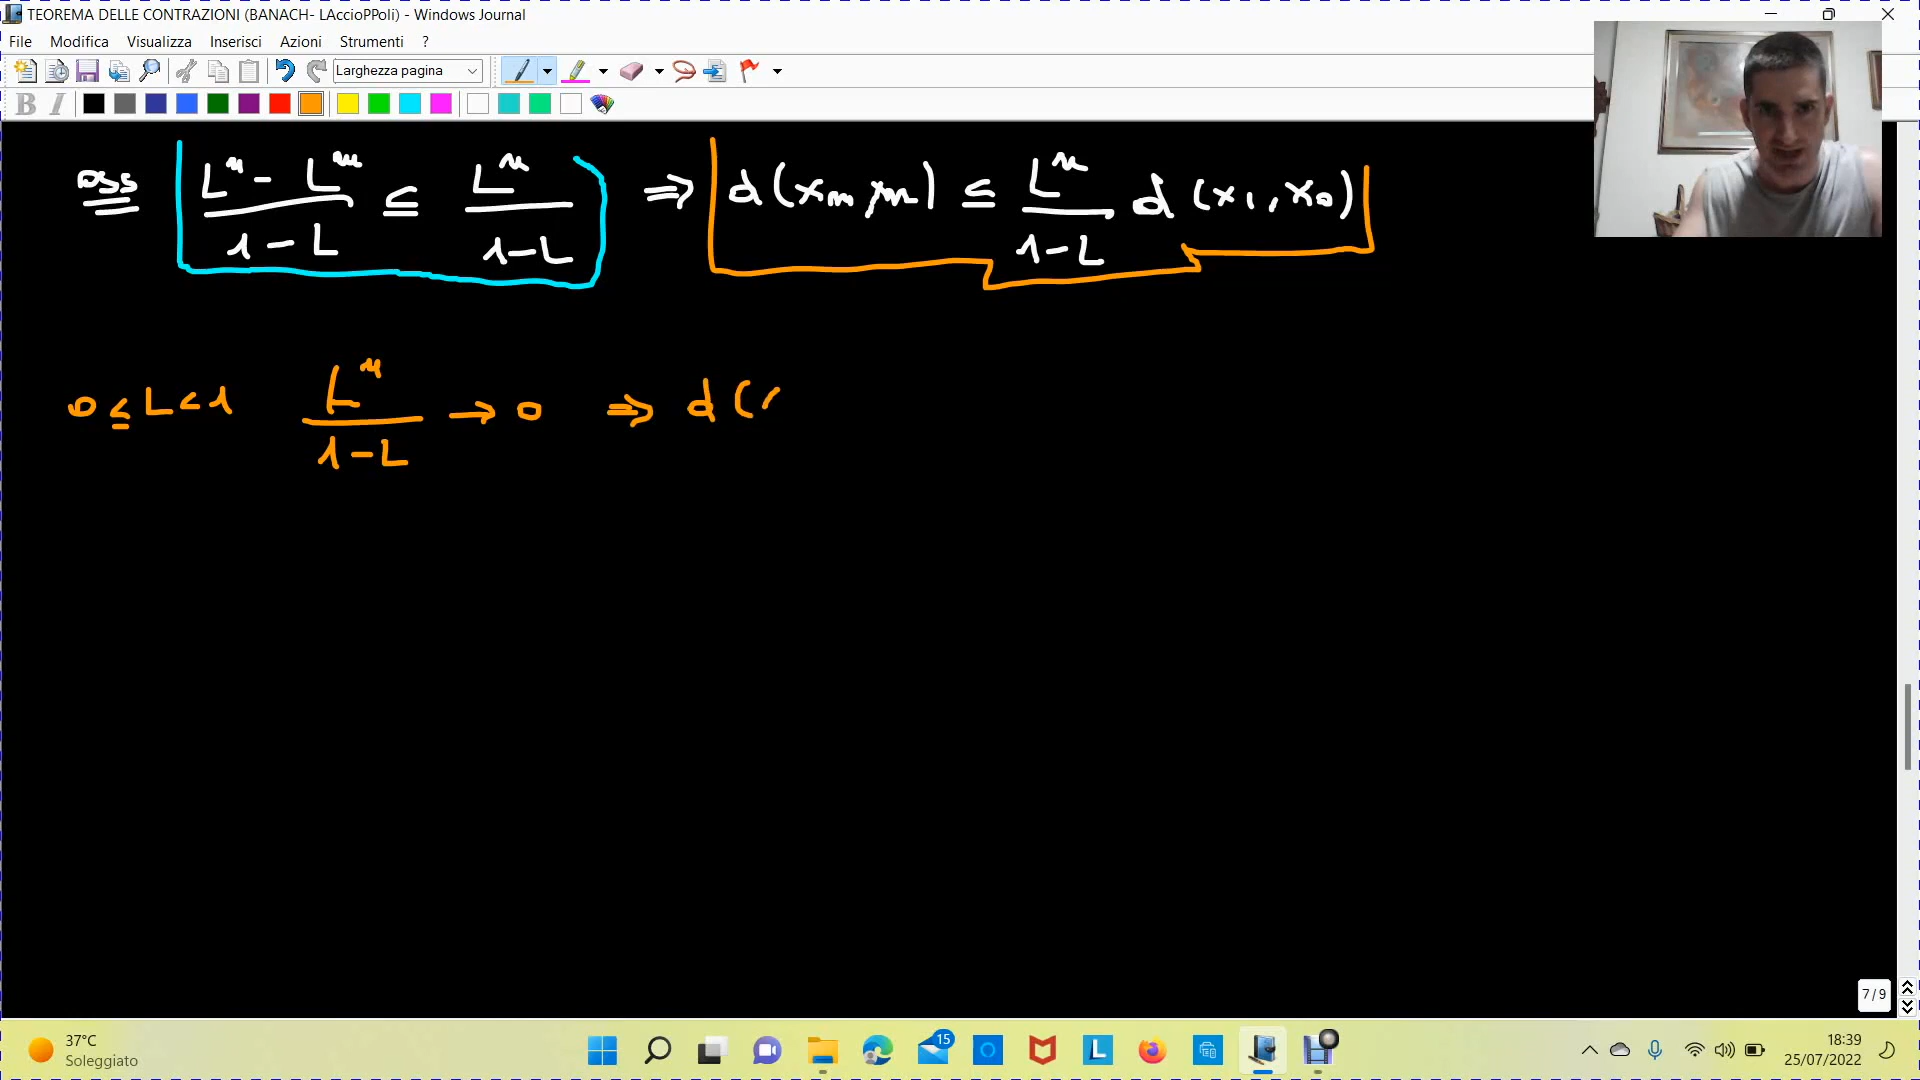 TEOREMA DELLE CONTRAZIONI (BANACH- LAccioPPoli) - Windows Journal
File Modifica Visualizza Inserisci Azioni Strumenti ?
Larghezza pagina
B I
OSS (L^n - L^m)/(1-L) ≤ L^n/(1-L) ⇒ d(x_m, x_n) ≤ L^n/(1-L) d(x_1, x_0)
0 ≤ L < 1 L^n/(1-L) → 0 ⇒ d(
7/9
37°C
Soleggiato
15
18:39
25/07/2022